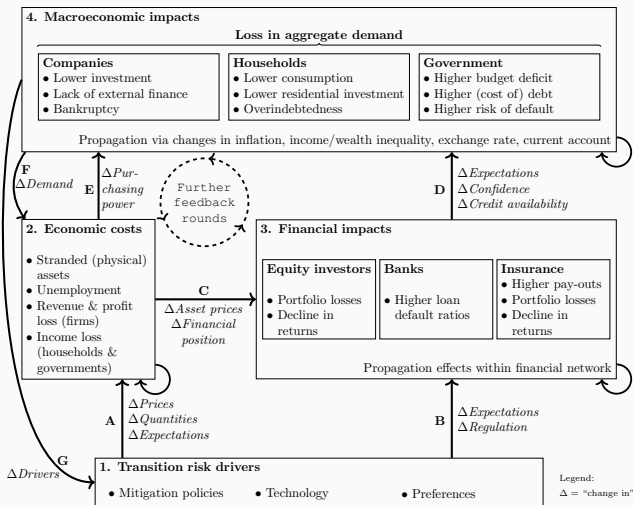 4. Macroeconomic impacts
Loss in aggregate demand
Companies
• Lower investment
• Lack of external finance
• Bankruptcy
Households
• Lower consumption
• Lower residential investment
• Overindebtedness
Government
• Higher budget deficit
• Higher (cost of) debt
• Higher risk of default
Propagation via changes in inflation, income/wealth inequality, exchange rate, current account
F
ΔDemand
E
ΔPur-
chasing
power
Further
feedback
rounds
D
ΔExpectations
ΔConfidence
ΔCredit availability
2. Economic costs
• Stranded (physical)
assets
• Unemployment
• Revenue & profit
loss (firms)
• Income loss
(households &
governments)
C
ΔAsset prices
ΔFinancial
position
3. Financial impacts
Equity investors
• Portfolio losses
• Decline in
returns
Banks
• Higher loan
default ratios
Insurance
• Higher pay-outs
• Portfolio losses
• Decline in
returns
Propagation effects within financial network
A
ΔPrices
ΔQuantities
ΔExpectations
B
ΔExpectations
ΔRegulation
G
ΔDrivers
1. Transition risk drivers
• Mitigation policies
• Technology
• Preferences
Legend:
Δ = “change in”